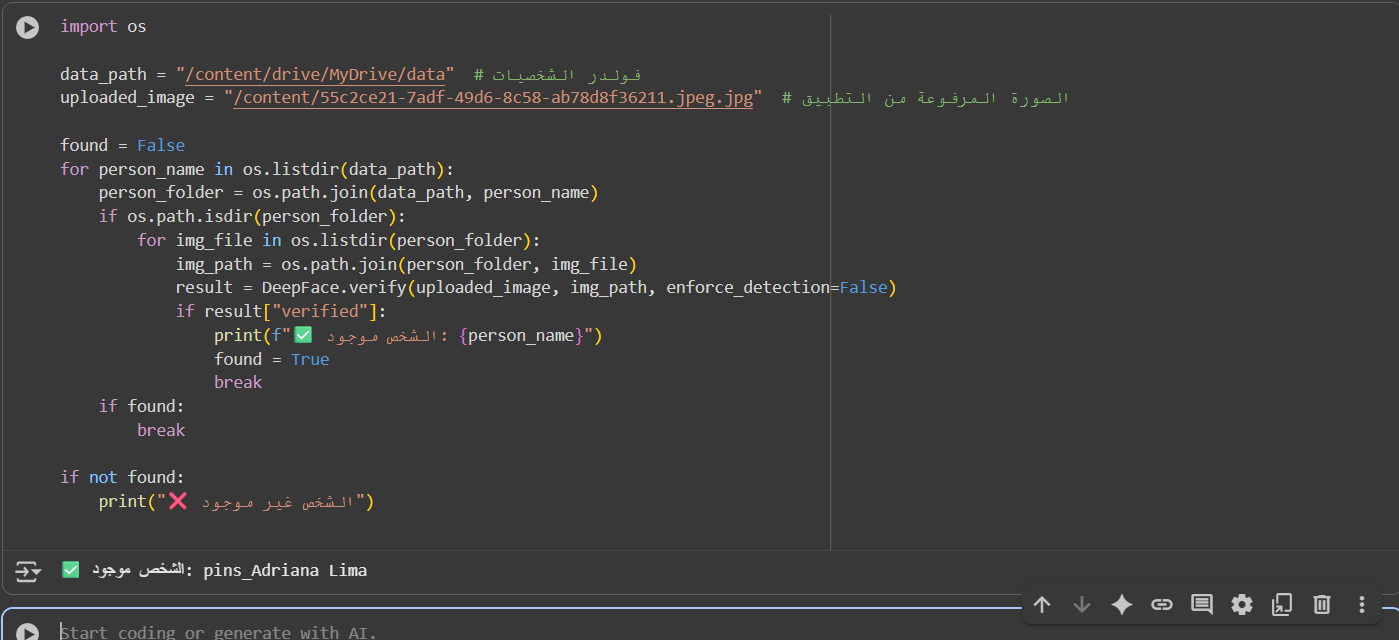 import os
data_path = "/content/drive/MyDrive/data"  # فولدر الشخصيات
uploaded_image = "/content/55c2ce21-7adf-49d6-8c58-ab78d8f36211.jpeg.jpg"  # الصورة المرفوعة من التطبيق
found = False
for person_name in os.listdir(data_path):
    person_folder = os.path.join(data_path, person_name)
    if os.path.isdir(person_folder):
        for img_file in os.listdir(person_folder):
            img_path = os.path.join(person_folder, img_file)
            result = DeepFace.verify(uploaded_image, img_path, enforce_detection=False)
            if result["verified"]:
                print(f"✅ الشخص موجود: {person_name}")
                found = True
                break
    if found:
        break
if not found:
    print("❌ الشخص غير موجود")
✅ الشخص موجود: pins_Adriana Lima
Start coding or generate with AI.